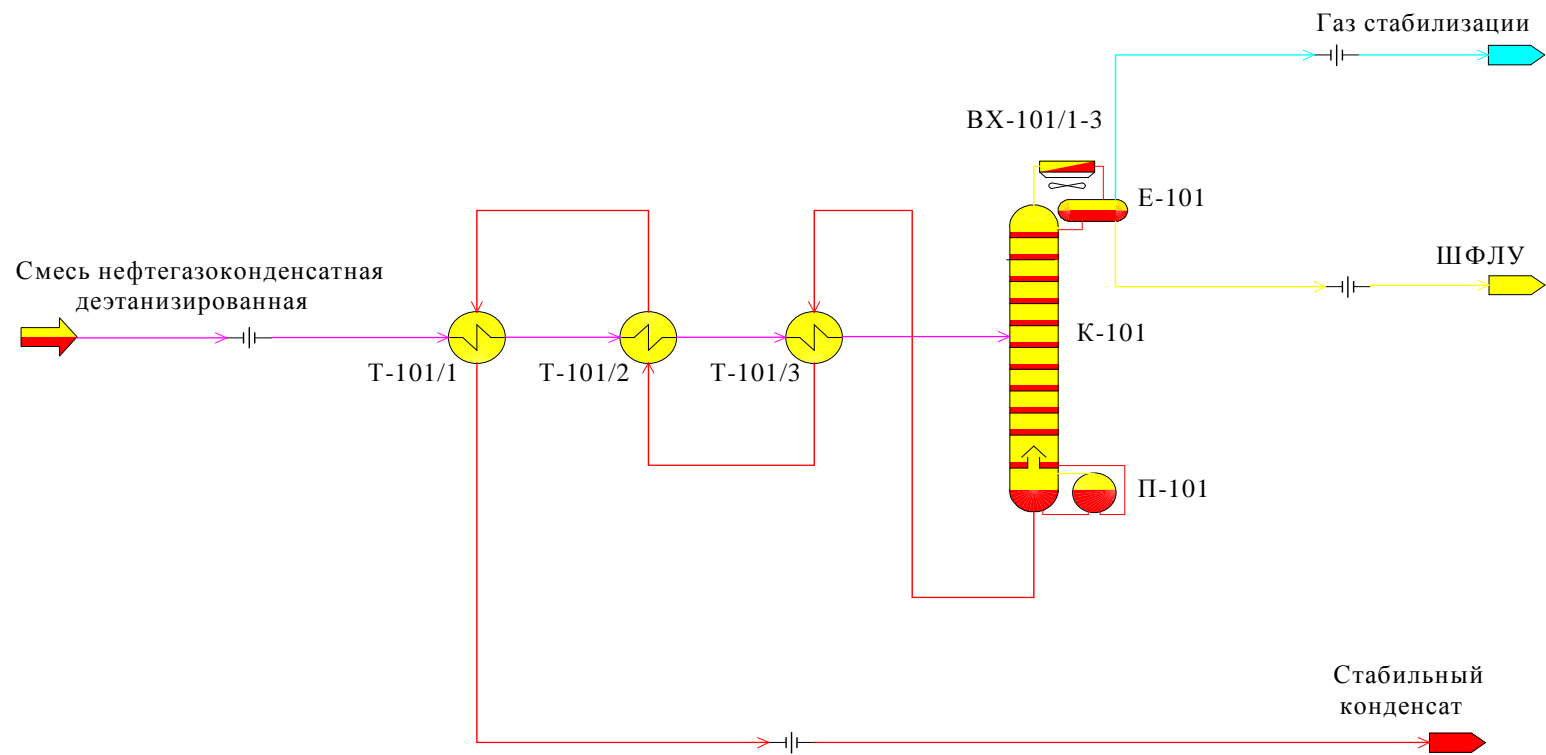 Газ стабилизации
ВХ-101/1-3
Е-101
Смесь нефтегазоконденсатная
деэтанизированная
ШФЛУ
К-101
Т-101/1
Т-101/2
Т-101/3
П-101
Стабильный
конденсат